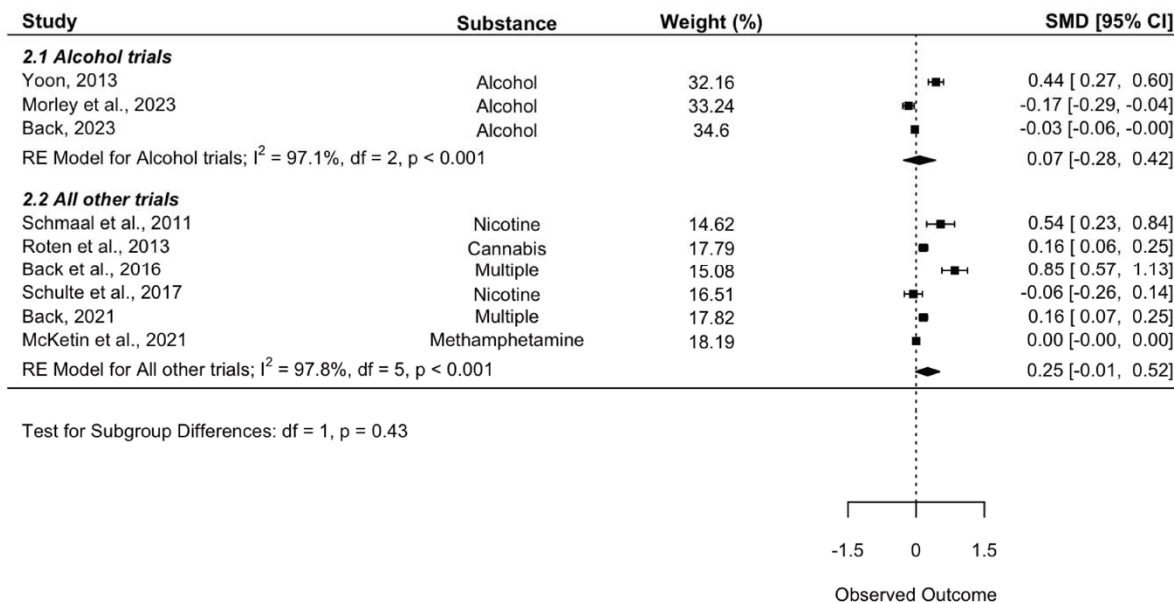 Study Substance Weight (%) SMD [95% CI]
2.1 Alcohol trials
Yoon, 2013 Alcohol 32.16 0.44 [ 0.27, 0.60]
Morley et al., 2023 Alcohol 33.24 -0.17 [-0.29, -0.04]
Back, 2023 Alcohol 34.6 -0.03 [-0.06, -0.00]
RE Model for Alcohol trials; I² = 97.1%, df = 2, p < 0.001 0.07 [-0.28, 0.42]
2.2 All other trials
Schmaal et al., 2011 Nicotine 14.62 0.54 [ 0.23, 0.84]
Roten et al., 2013 Cannabis 17.79 0.16 [ 0.06, 0.25]
Back et al., 2016 Multiple 15.08 0.85 [ 0.57, 1.13]
Schulte et al., 2017 Nicotine 16.51 -0.06 [-0.26, 0.14]
Back, 2021 Multiple 17.82 0.16 [ 0.07, 0.25]
McKetin et al., 2021 Methamphetamine 18.19 0.00 [-0.00, 0.00]
RE Model for All other trials; I² = 97.8%, df = 5, p < 0.001 0.25 [-0.01, 0.52]
Test for Subgroup Differences: df = 1, p = 0.43
-1.5 0 1.5
Observed Outcome